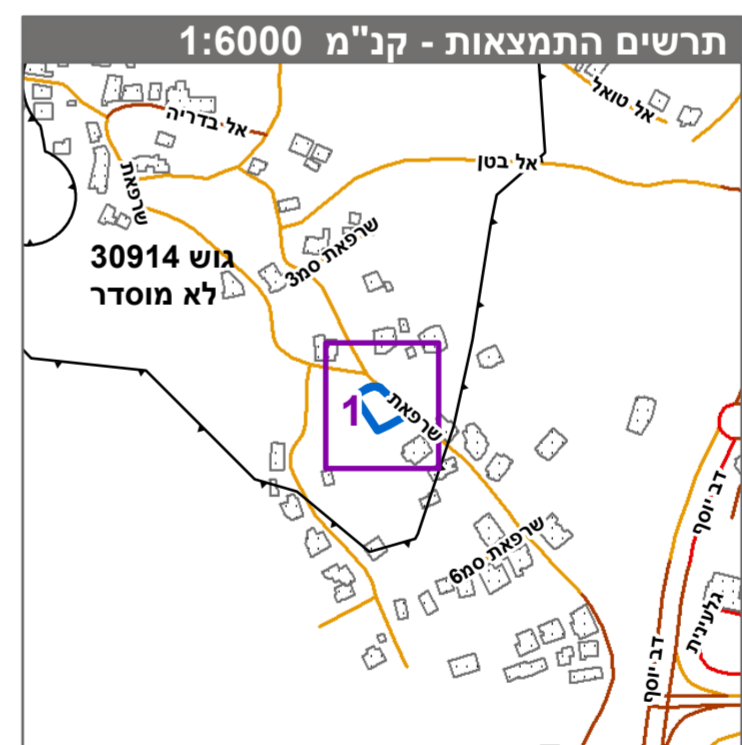 תרשים התמצאות - קנ"מ 1:6000
אל טואל
אל בדריה
אל בטן
שרפאת
שרפאת סמ3
גוש 30914
לא מוסדר
1
שרפאת
דב יוסף
שרפאת סמ6
גלעינית
דב יוסף